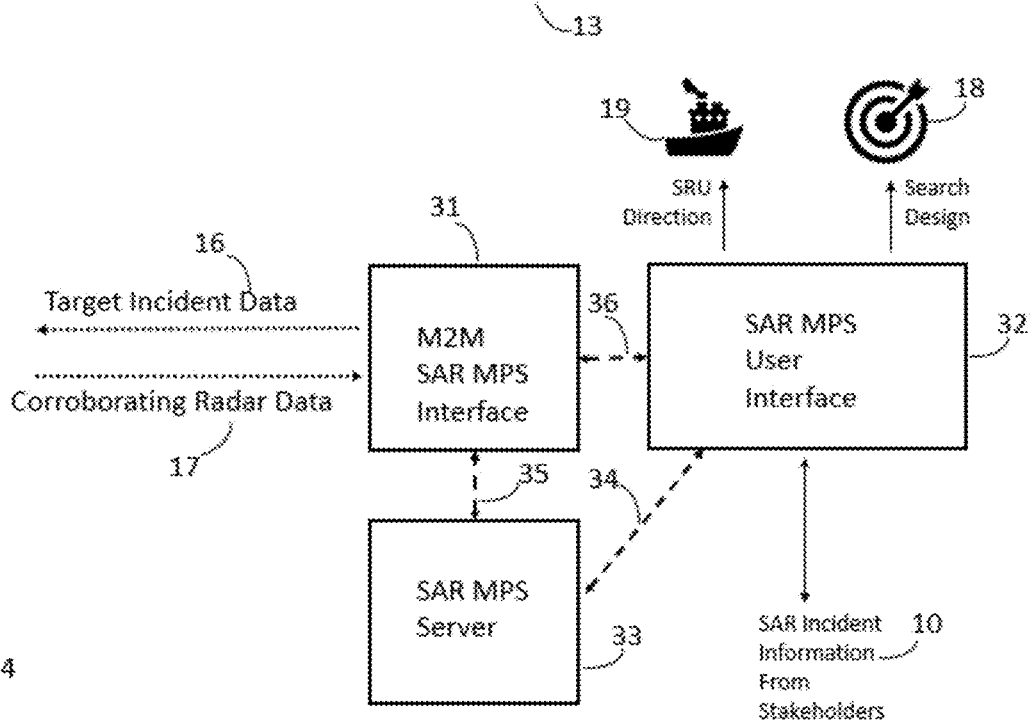 13
19
18
SRU
Direction
Search
Design
31
16
Target Incident Data
36
M2M
SAR MPS
Interface
SAR MPS
User
Interface
32
Corroborating Radar Data
17
35
34
SAR MPS
Server
33
SAR Incident
Information
From
Stakeholders
10
4